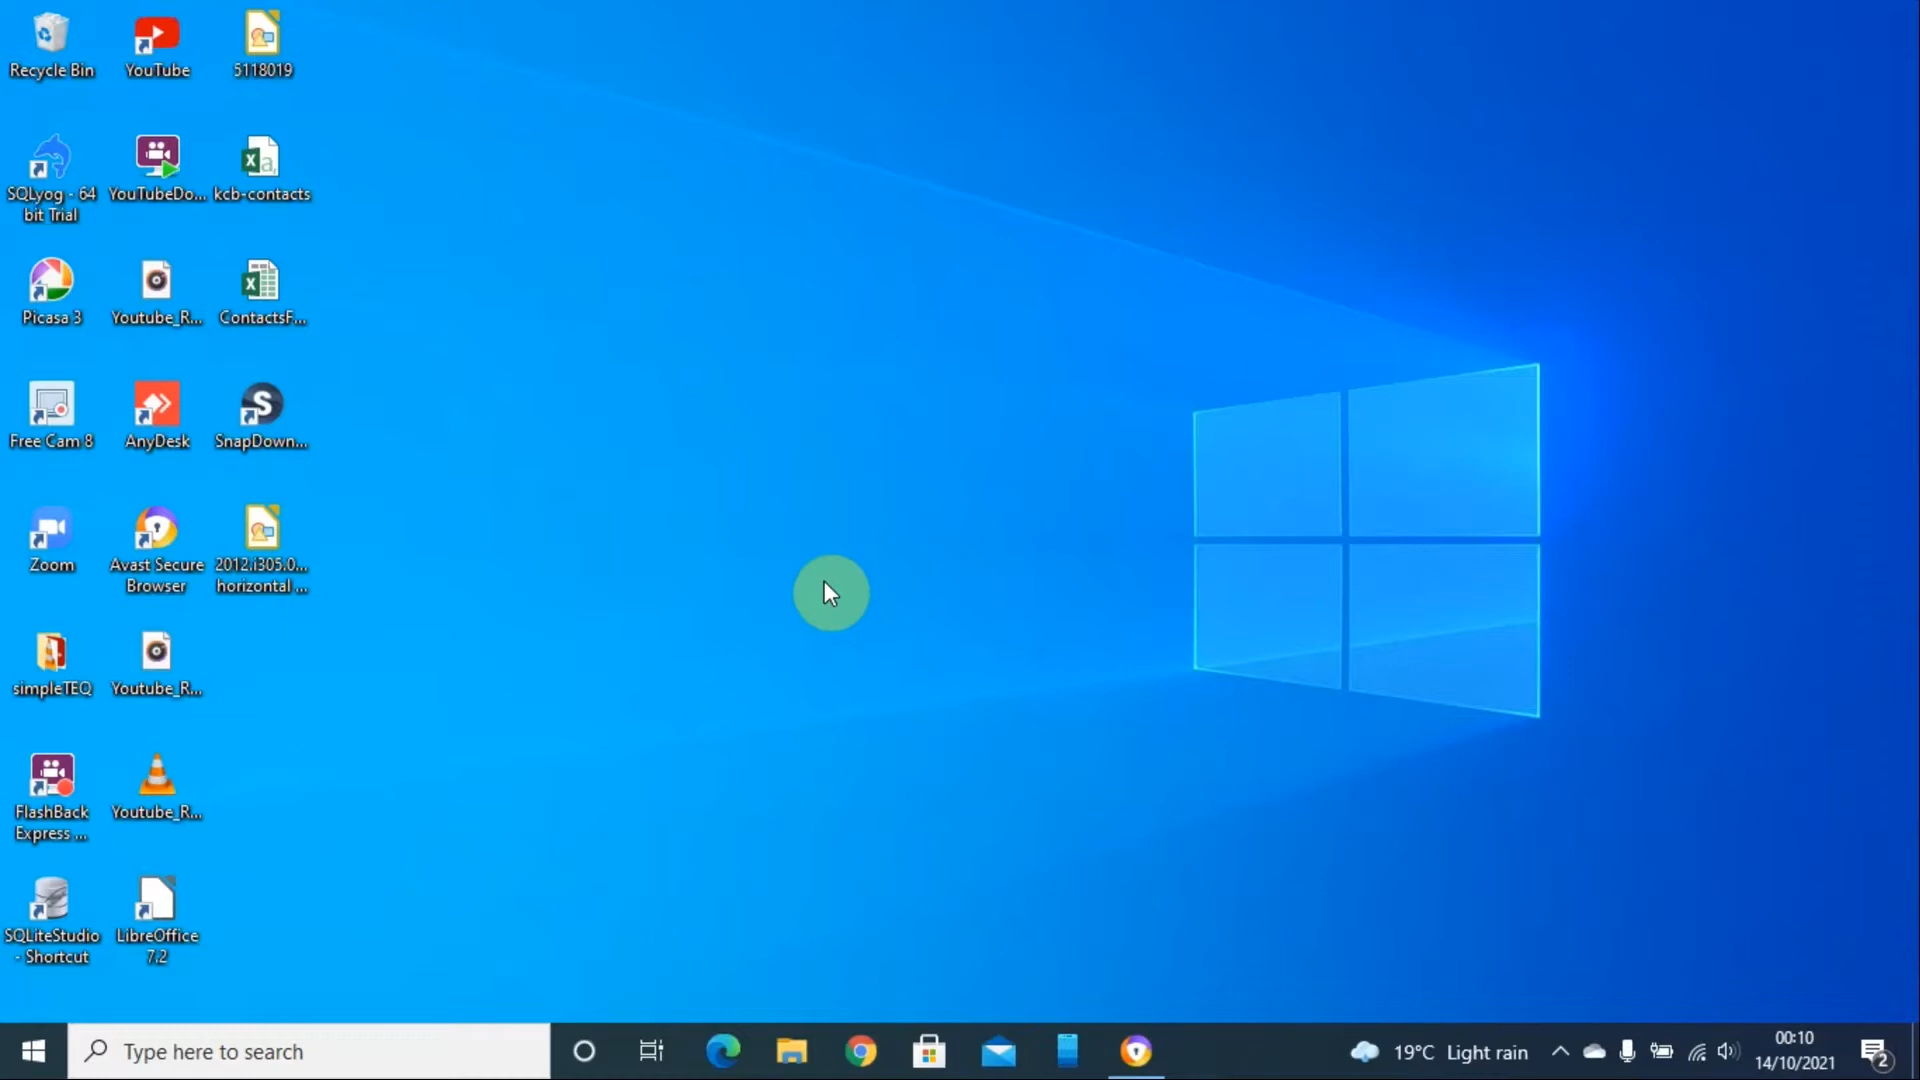 Recycle Bin
YouTube
5118019
SQLyog - 64
bit Trial
YouTubeDo...
kcb-contacts
Picasa 3
Youtube_R...
ContactsF...
Free Cam 8
AnyDesk
SnapDown...
Zoom
Avast Secure
Browser
2012.i305.0...
horizontal ...
simpleTEQ
Youtube_R...
FlashBack
Express ...
Youtube_R...
SQLiteStudio
- Shortcut
LibreOffice
7.2
Type here to search
19°C Light rain
00:10
14/10/2021
2